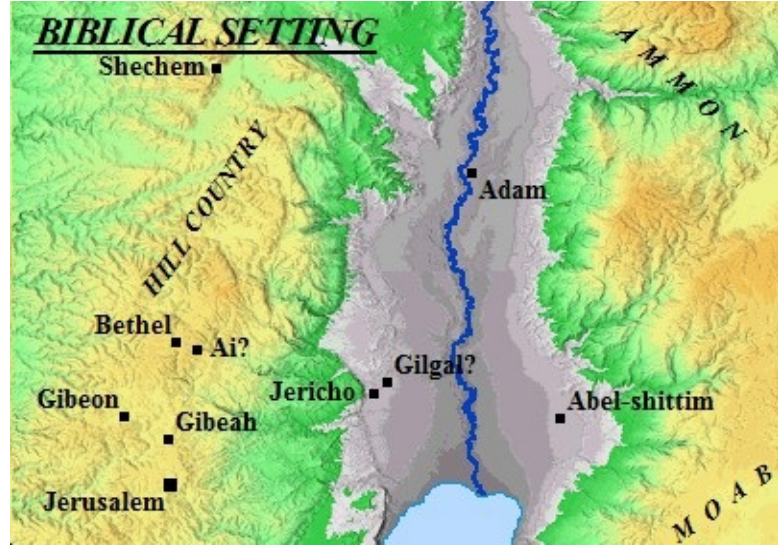 BIBLICAL SETTING
Shechem
AMMON
HILL COUNTRY
Adam
Bethel
Ai?
Gilgal?
Jericho
Gibeon
Abel-shittim
Gibeah
Jerusalem
MOAB